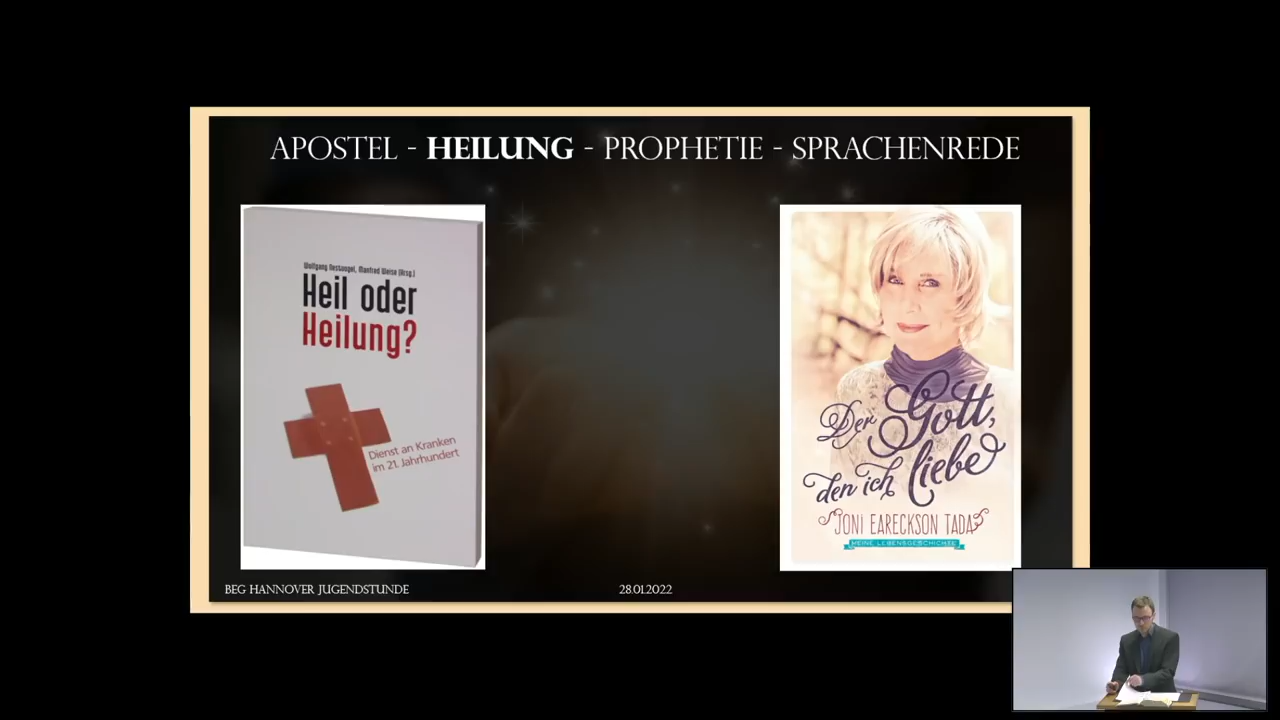 APOSTEL - HEILUNG - PROPHETIE - SPRACHENREDE
Wolfgang Nestvogel, Manfred Weise (Hrsg.)
Heil oder
Heilung?
Dienst an Kranken
im 21. Jahrhundert
Der Gott,
den ich liebe
JONI EARECKSON TADA
MEINE LEBENSGESCHICHTE
BEG HANNOVER JUGENDSTUNDE
28.01.2022